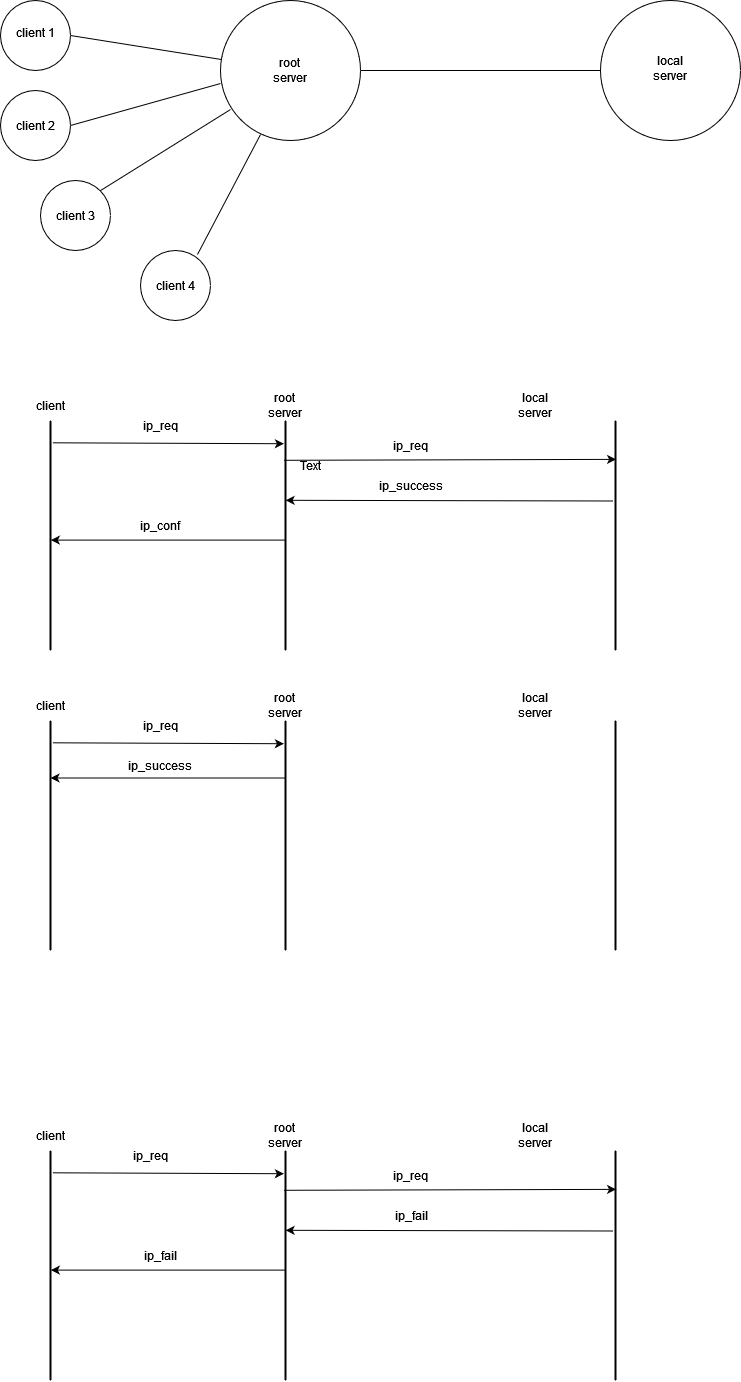 client 1
root
server
local
server
client 2
client 3
client 4
client
root
server
local
server
ip_req
ip_req
Text
ip_success
ip_conf
client
root
server
local
server
ip_req
ip_success
client
root
server
local
server
ip_req
ip_req
ip_fail
ip_fail